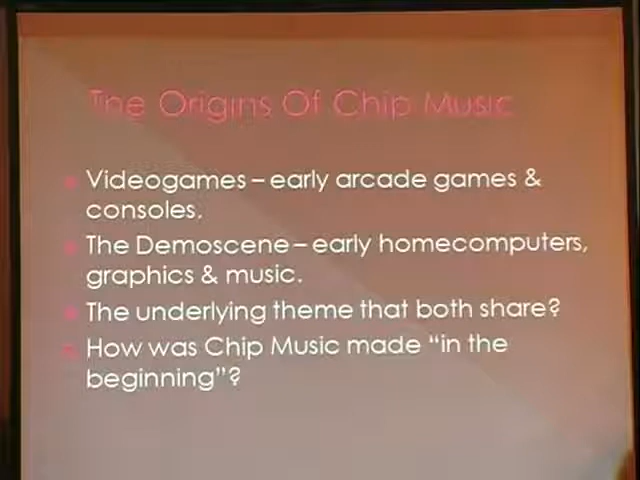 The Origins Of Chip Music
Videogames – early arcade games &
consoles.
The Demoscene – early homecomputers,
graphics & music.
The underlying theme that both share?
How was Chip Music made “in the
beginning”?